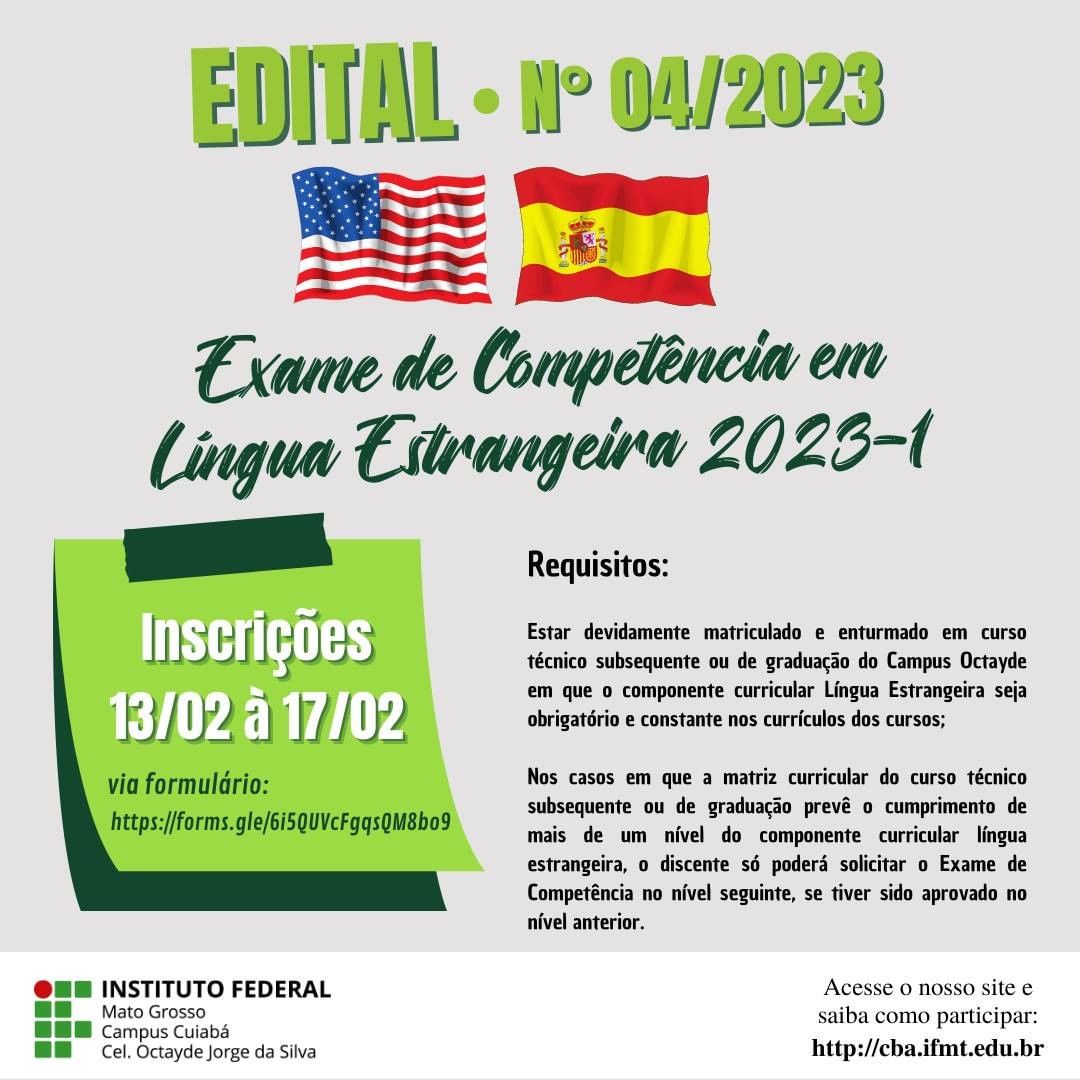 EDITAL • Nº 04/2023
Exame de Competência em
Língua Estrangeira 2023-1
Inscrições
13/02 à 17/02
via formulário:
https://forms.gle/6i5QUVcFgqsQM8bo9
Requisitos:
Estar devidamente matriculado e enturmado em curso
técnico subsequente ou de graduação do Campus Octayde
em que o componente curricular Língua Estrangeira seja
obrigatório e constante nos currículos dos cursos;
Nos casos em que a matriz curricular do curso técnico
subsequente ou de graduação prevê o cumprimento de
mais de um nível do componente curricular língua
estrangeira, o discente só poderá solicitar o Exame de
Competência no nível seguinte, se tiver sido aprovado no
nível anterior.
INSTITUTO FEDERAL
Mato Grosso
Campus Cuiabá
Cel. Octayde Jorge da Silva
Acesse o nosso site e
saiba como participar:
http://cba.ifmt.edu.br